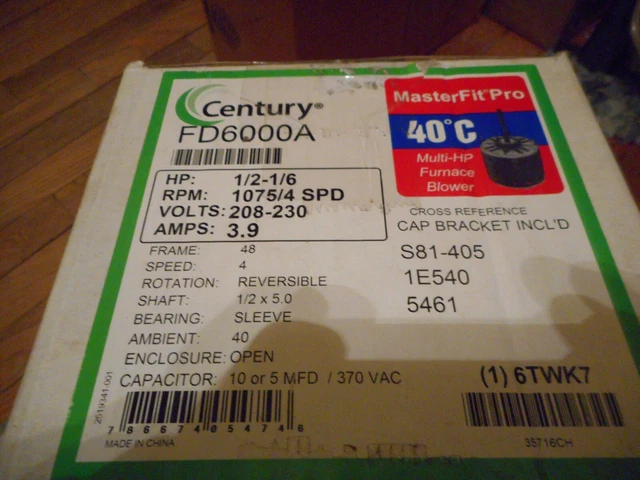 Century®
FD6000A
MasterFit® Pro
40°C
Multi-HP
Furnace
Blower
HP: 1/2-1/6
RPM: 1075/4 SPD
VOLTS: 208-230
AMPS: 3.9
FRAME: 48
SPEED: 4
ROTATION: REVERSIBLE
SHAFT: 1/2 x 5.0
BEARING: SLEEVE
AMBIENT: 40
ENCLOSURE: OPEN
CAPACITOR: 10 or 5 MFD / 370 VAC
CROSS REFERENCE
CAP BRACKET INCL'D
S81-405
1E540
5461
(1) 6TWK7
2519341-001
7 86674 05474 6
MADE IN CHINA
35716CH